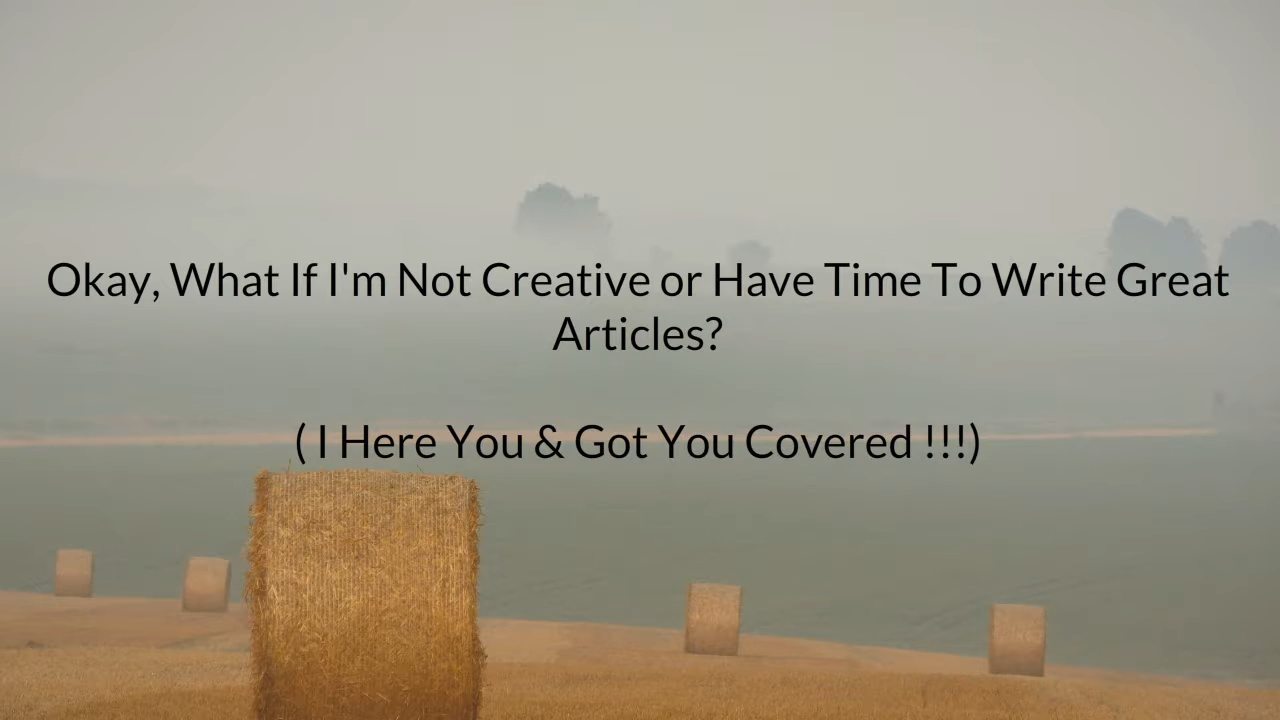 Okay, What If I'm Not Creative or Have Time To Write Great
Articles?
( I Here You & Got You Covered !!!)